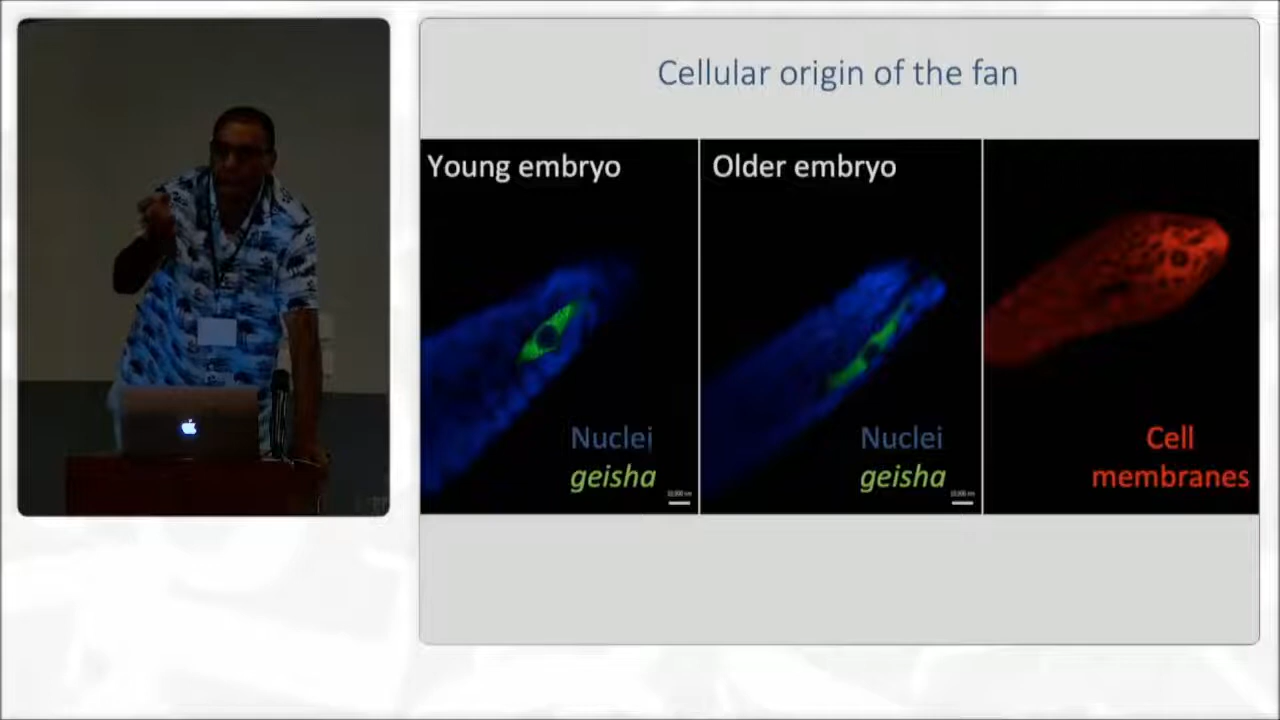 Cellular origin of the fan
Young embryo
Older embryo
Nuclei
geisha
Nuclei
geisha
Cell
membranes